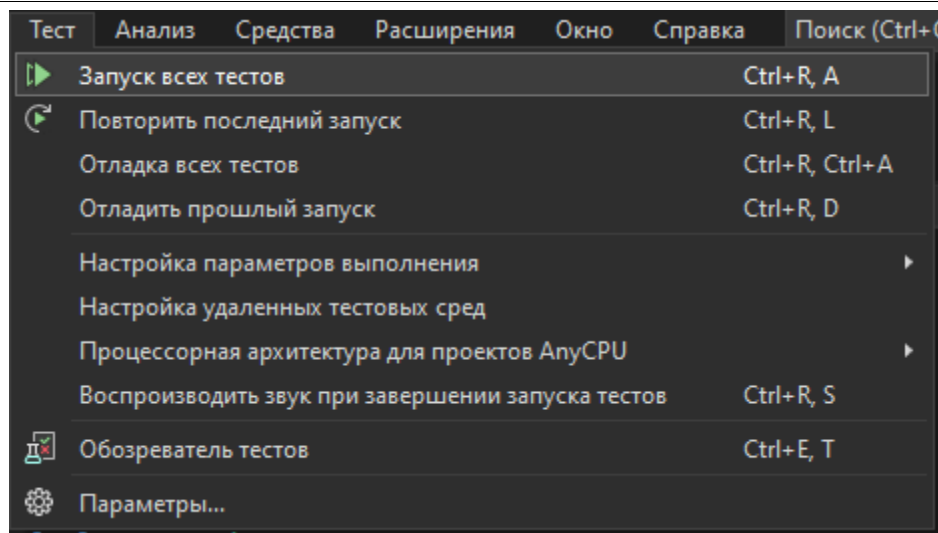 Тест Анализ Средства Расширения Окно Справка Поиск (Ctrl+
Запуск всех тестов Ctrl+R, A
Повторить последний запуск Ctrl+R, L
Отладка всех тестов Ctrl+R, Ctrl+A
Отладить прошлый запуск Ctrl+R, D
Настройка параметров выполнения
Настройка удаленных тестовых сред
Процессорная архитектура для проектов AnyCPU
Воспроизводить звук при завершении запуска тестов Ctrl+R, S
Обозреватель тестов Ctrl+E, T
Параметры...